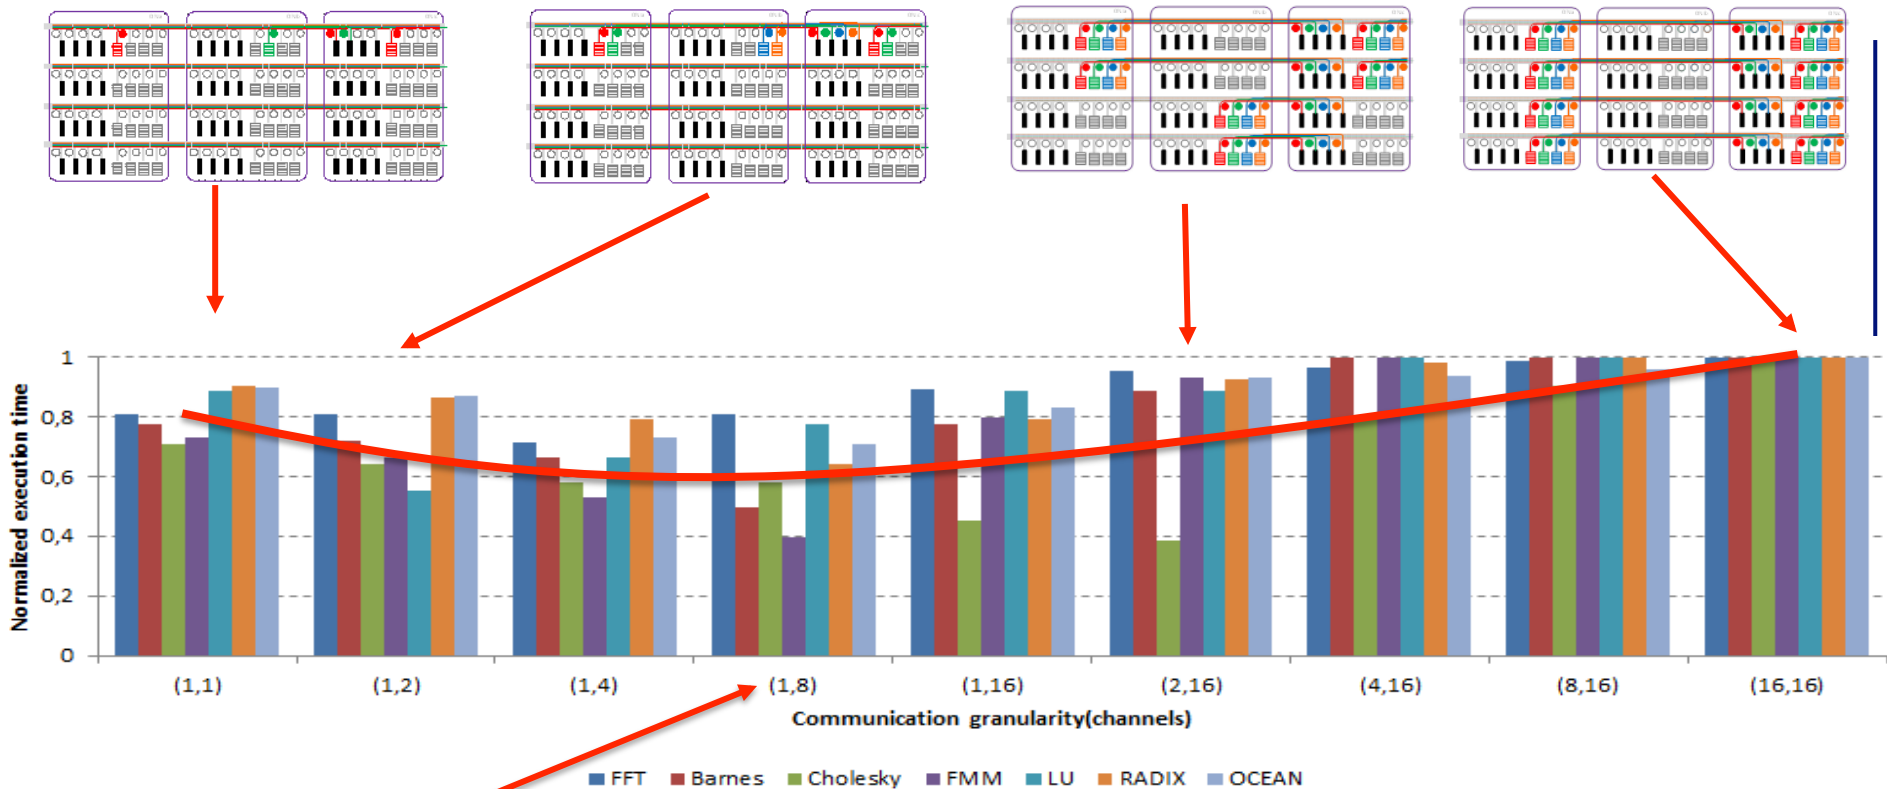 1
0,8
0,6
0,4
0,2
0
Normalized execution time
(1,1) (1,2) (1,4) (1,8) (1,16) (2,16) (4,16) (8,16) (16,16)
Communication granularity(channels)
FFT Barnes Cholesky FMM LU RADIX OCEAN